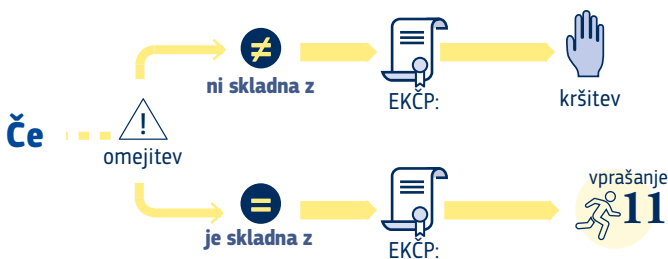 Če
omejitev
≠
ni skladna z
EKČP:
kršitev
=
je skladna z
EKČP:
vprašanje
11